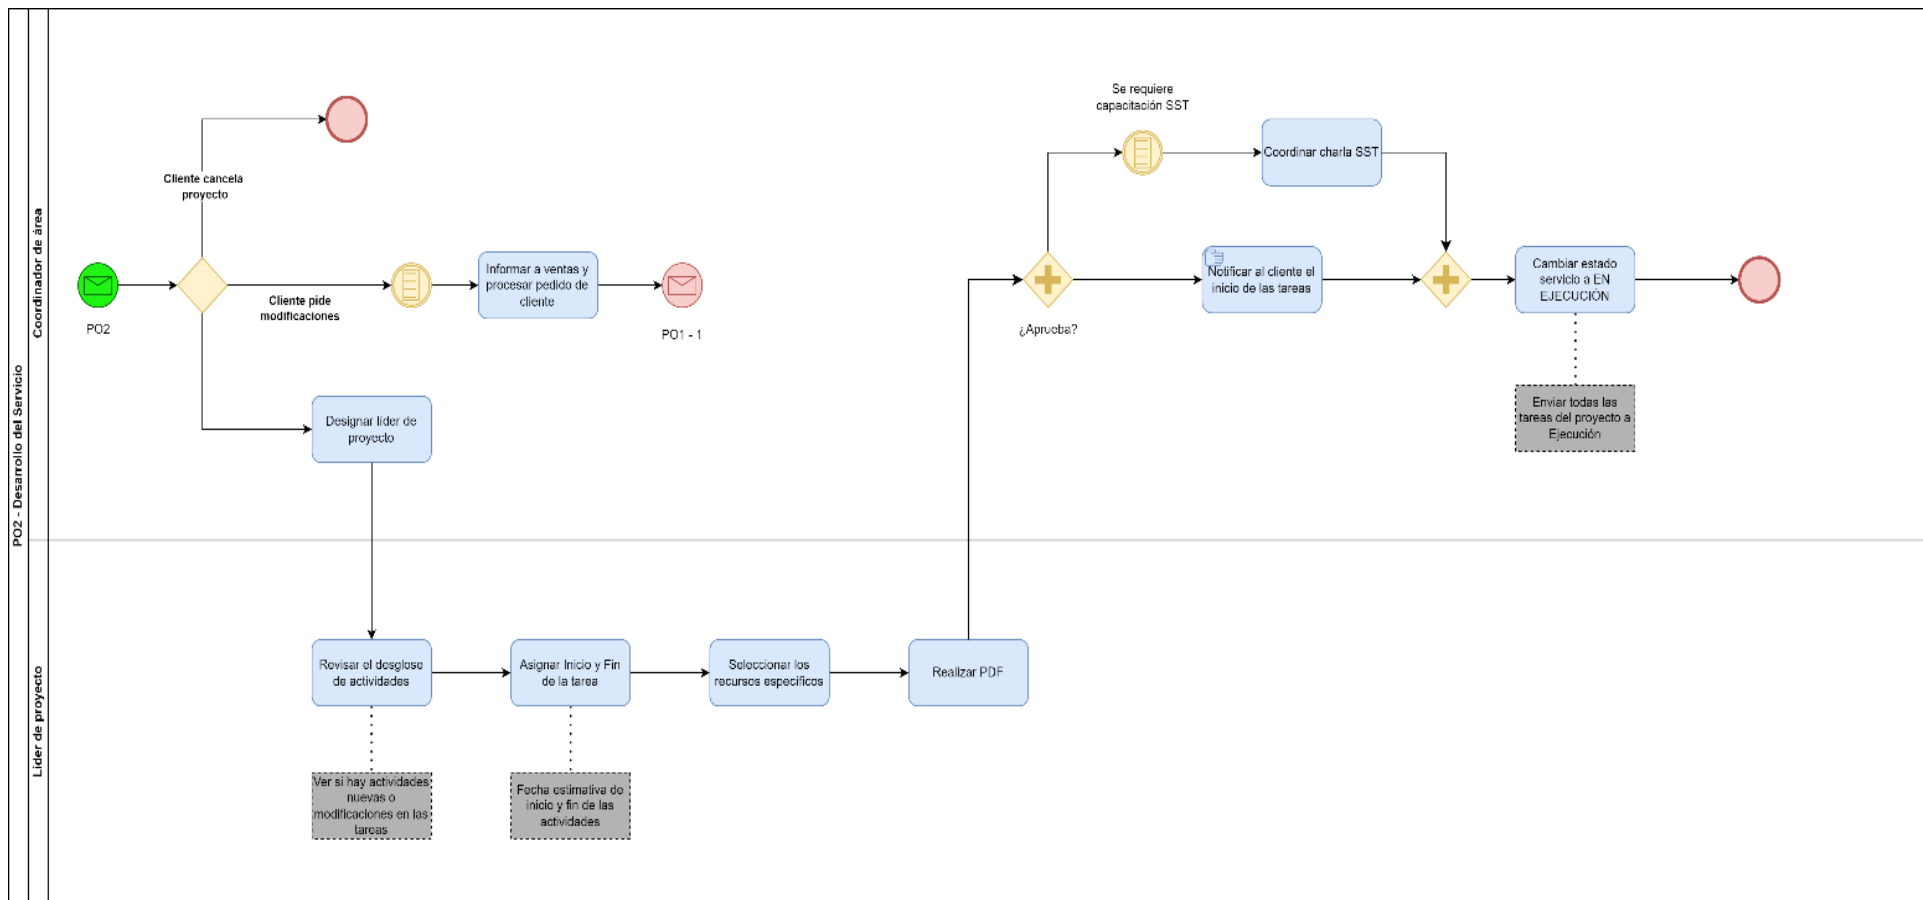 PO2 - Desarrollo del Servicio
Coordinador de área
Cliente cancela
proyecto
PO2
Cliente pide
modificaciones
Informar a ventas y
procesar pedido de
cliente
PO1 - 1
Designar líder de
proyecto
Se requiere
capacitación SST
Coordinar charla SST
¿Aprueba?
Notificar al cliente el
inicio de las tareas
Cambiar estado
servicio a EN
EJECUCIÓN
Enviar todas las
tareas del proyecto a
Ejecución
Líder de proyecto
Revisar el desglose
de actividades
Asignar Inicio y Fin
de la tarea
Seleccionar los
recursos específicos
Realizar PDF
Ver si hay actividades
nuevas o
modificaciones en las
tareas
Fecha estimativa de
inicio y fin de las
actividades